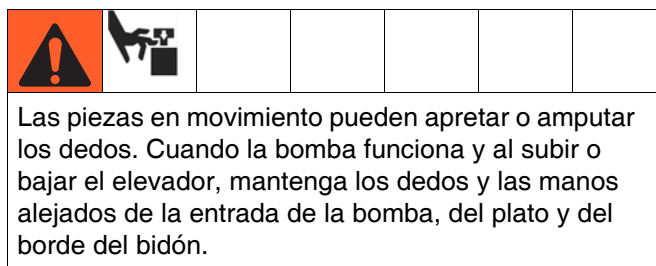 Las piezas en movimiento pueden apretar o amputar
los dedos. Cuando la bomba funciona y al subir o
bajar el elevador, mantenga los dedos y las manos
alejados de la entrada de la bomba, del plato y del
borde del bidón.